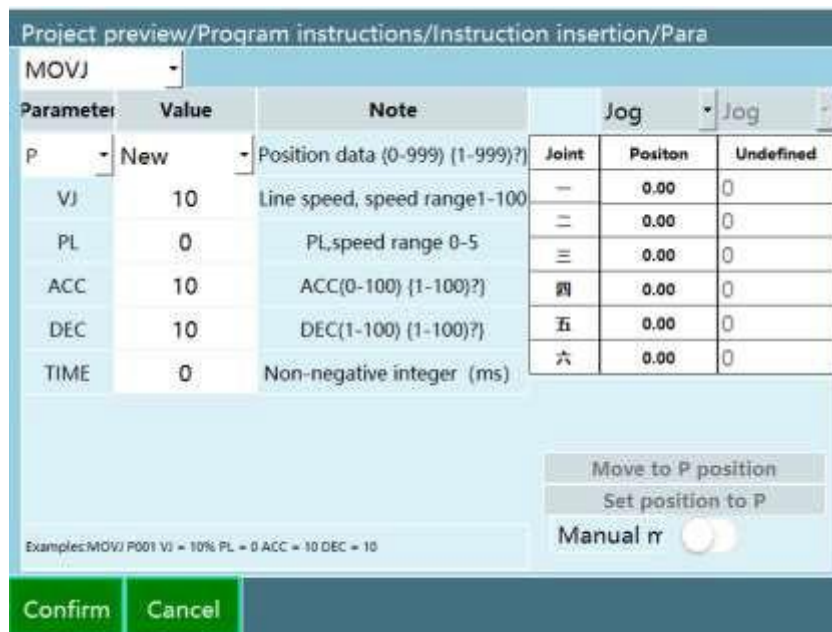 Project preview/Program instructions/Instruction insertion/Para
MOVJ
Parameter Value Note Jog Jog
P New Position data (0-999) (1-999)?) Joint Positon Undefined
VJ 10 Line speed, speed range1-100 一 0.00 0
二 0.00 0
PL 0 PL,speed range 0-5 三 0.00 0
ACC 10 ACC(0-100) (1-100)?) 四 0.00 0
DEC 10 DEC(1-100) (1-100)?) 五 0.00 0
TIME 0 Non-negative integer (ms) 六 0.00 0
Move to P position
Set position to P
Manual m
Examples:MOVJ P001 VJ = 10% PL = 0 ACC = 10 DEC = 10
Confirm Cancel